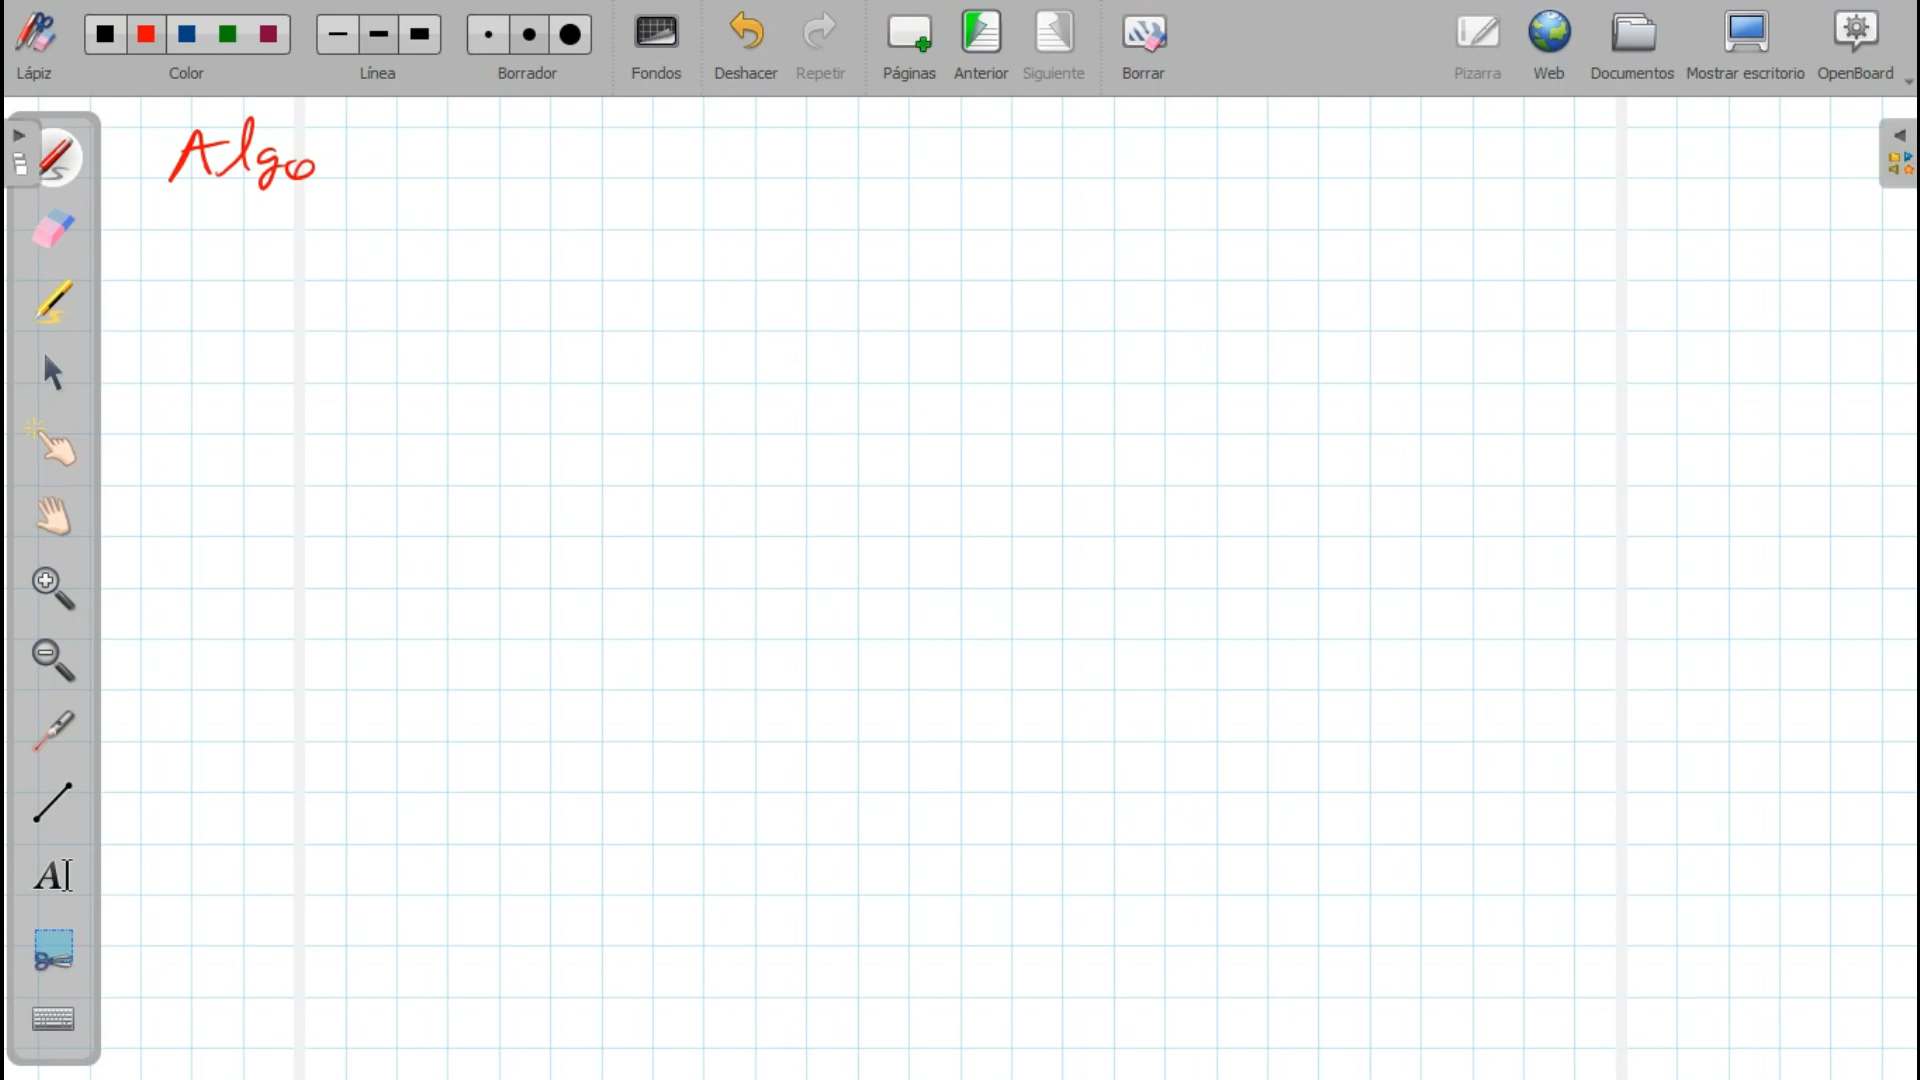 Lápiz Color Línea Borrador Fondos Deshacer Repetir Páginas Anterior Siguiente Borrar Pizarra Web Documentos Mostrar escritorio OpenBoard
Algo
A